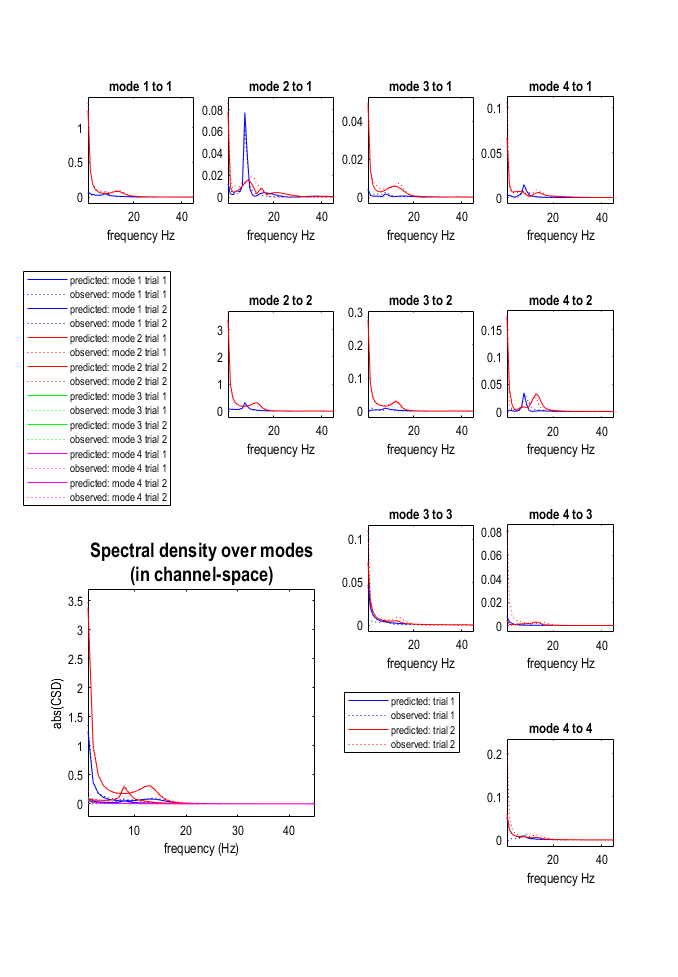 mode 1 to 1
mode 2 to 1
mode 3 to 1
mode 4 to 1
1
0.5
0
20
40
frequency Hz
0.08
0.06
0.04
0.02
0
20
40
frequency Hz
0.04
0.02
0
20
40
frequency Hz
0.1
0.05
0
20
40
frequency Hz
predicted: mode 1 trial 1
observed: mode 1 trial 1
predicted: mode 1 trial 2
observed: mode 1 trial 2
predicted: mode 2 trial 1
observed: mode 2 trial 1
predicted: mode 2 trial 2
observed: mode 2 trial 2
predicted: mode 3 trial 1
observed: mode 3 trial 1
predicted: mode 3 trial 2
observed: mode 3 trial 2
predicted: mode 4 trial 1
observed: mode 4 trial 1
predicted: mode 4 trial 2
observed: mode 4 trial 2
mode 2 to 2
mode 3 to 2
mode 4 to 2
3
2
1
0
20
40
frequency Hz
0.3
0.2
0.1
0
20
40
frequency Hz
0.15
0.1
0.05
0
20
40
frequency Hz
mode 3 to 3
mode 4 to 3
0.1
0.05
0
20
40
frequency Hz
0.08
0.06
0.04
0.02
0
20
40
frequency Hz
Spectral density over modes
(in channel-space)
3.5
3
2.5
2
1.5
1
0.5
0
abs(CSD)
10
20
30
40
frequency (Hz)
predicted: trial 1
observed: trial 1
predicted: trial 2
observed: trial 2
mode 4 to 4
0.2
0.1
0
20
40
frequency Hz